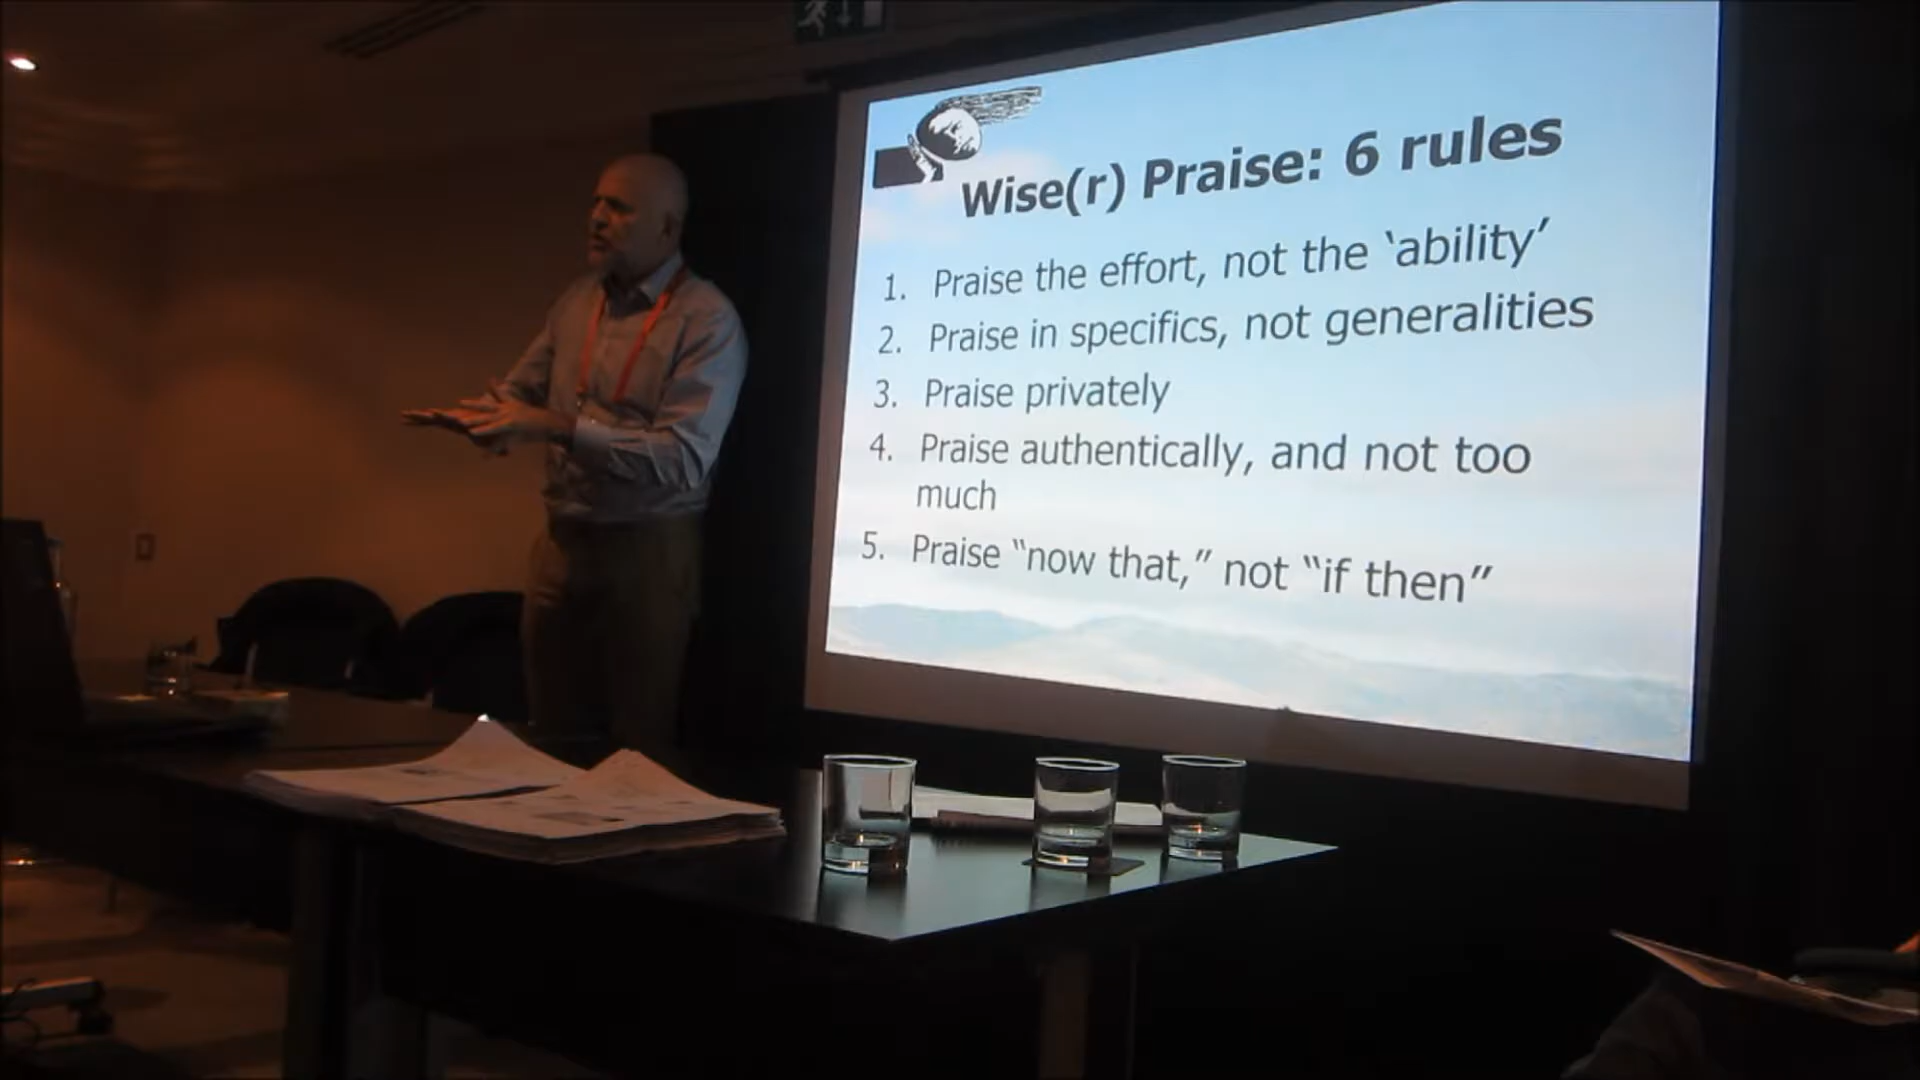 Wise(r) Praise: 6 rules
1. Praise the effort, not the ‘ability’
2. Praise in specifics, not generalities
3. Praise privately
4. Praise authentically, and not too
much
5. Praise “now that,” not “if then”